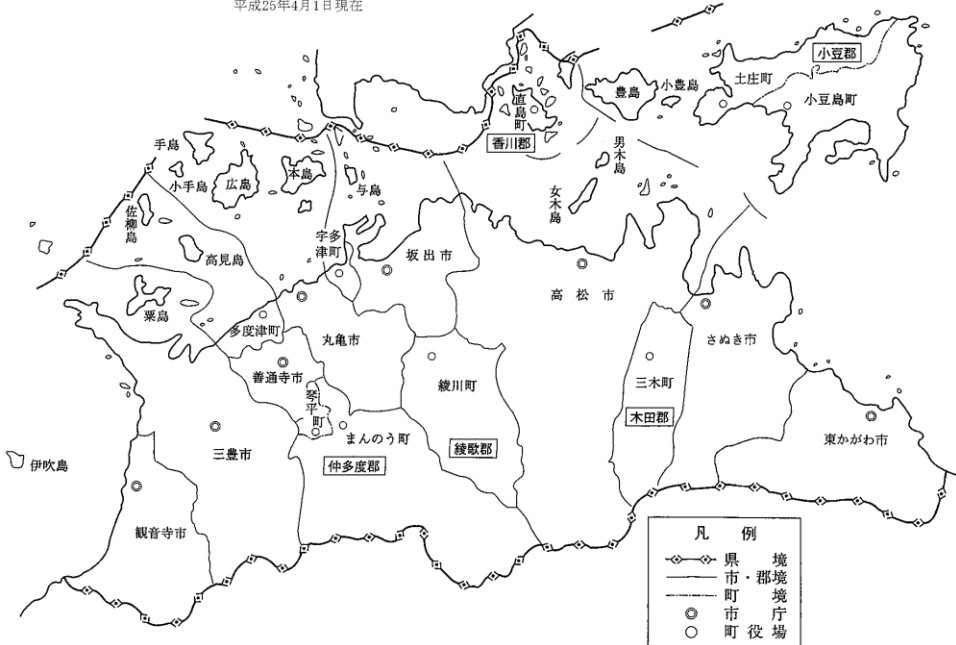 平成25年4月1日現在
小豆郡
土庄町
小豆島町
豊島
小豊島
直島町
香川郡
男木島
女木島
手島
小手島
広島
本島
与島
佐柳島
高見島
粟島
宇多津町
坂出市
高松市
多度津町
丸亀市
さぬき市
善通寺市
綾川町
三木町
木田郡
琴平町
まんのう町
東かがわ市
三豊市
仲多度郡
綾歌郡
伊吹島
観音寺市
凡例
県境
市・郡境
町境
市庁
町役場